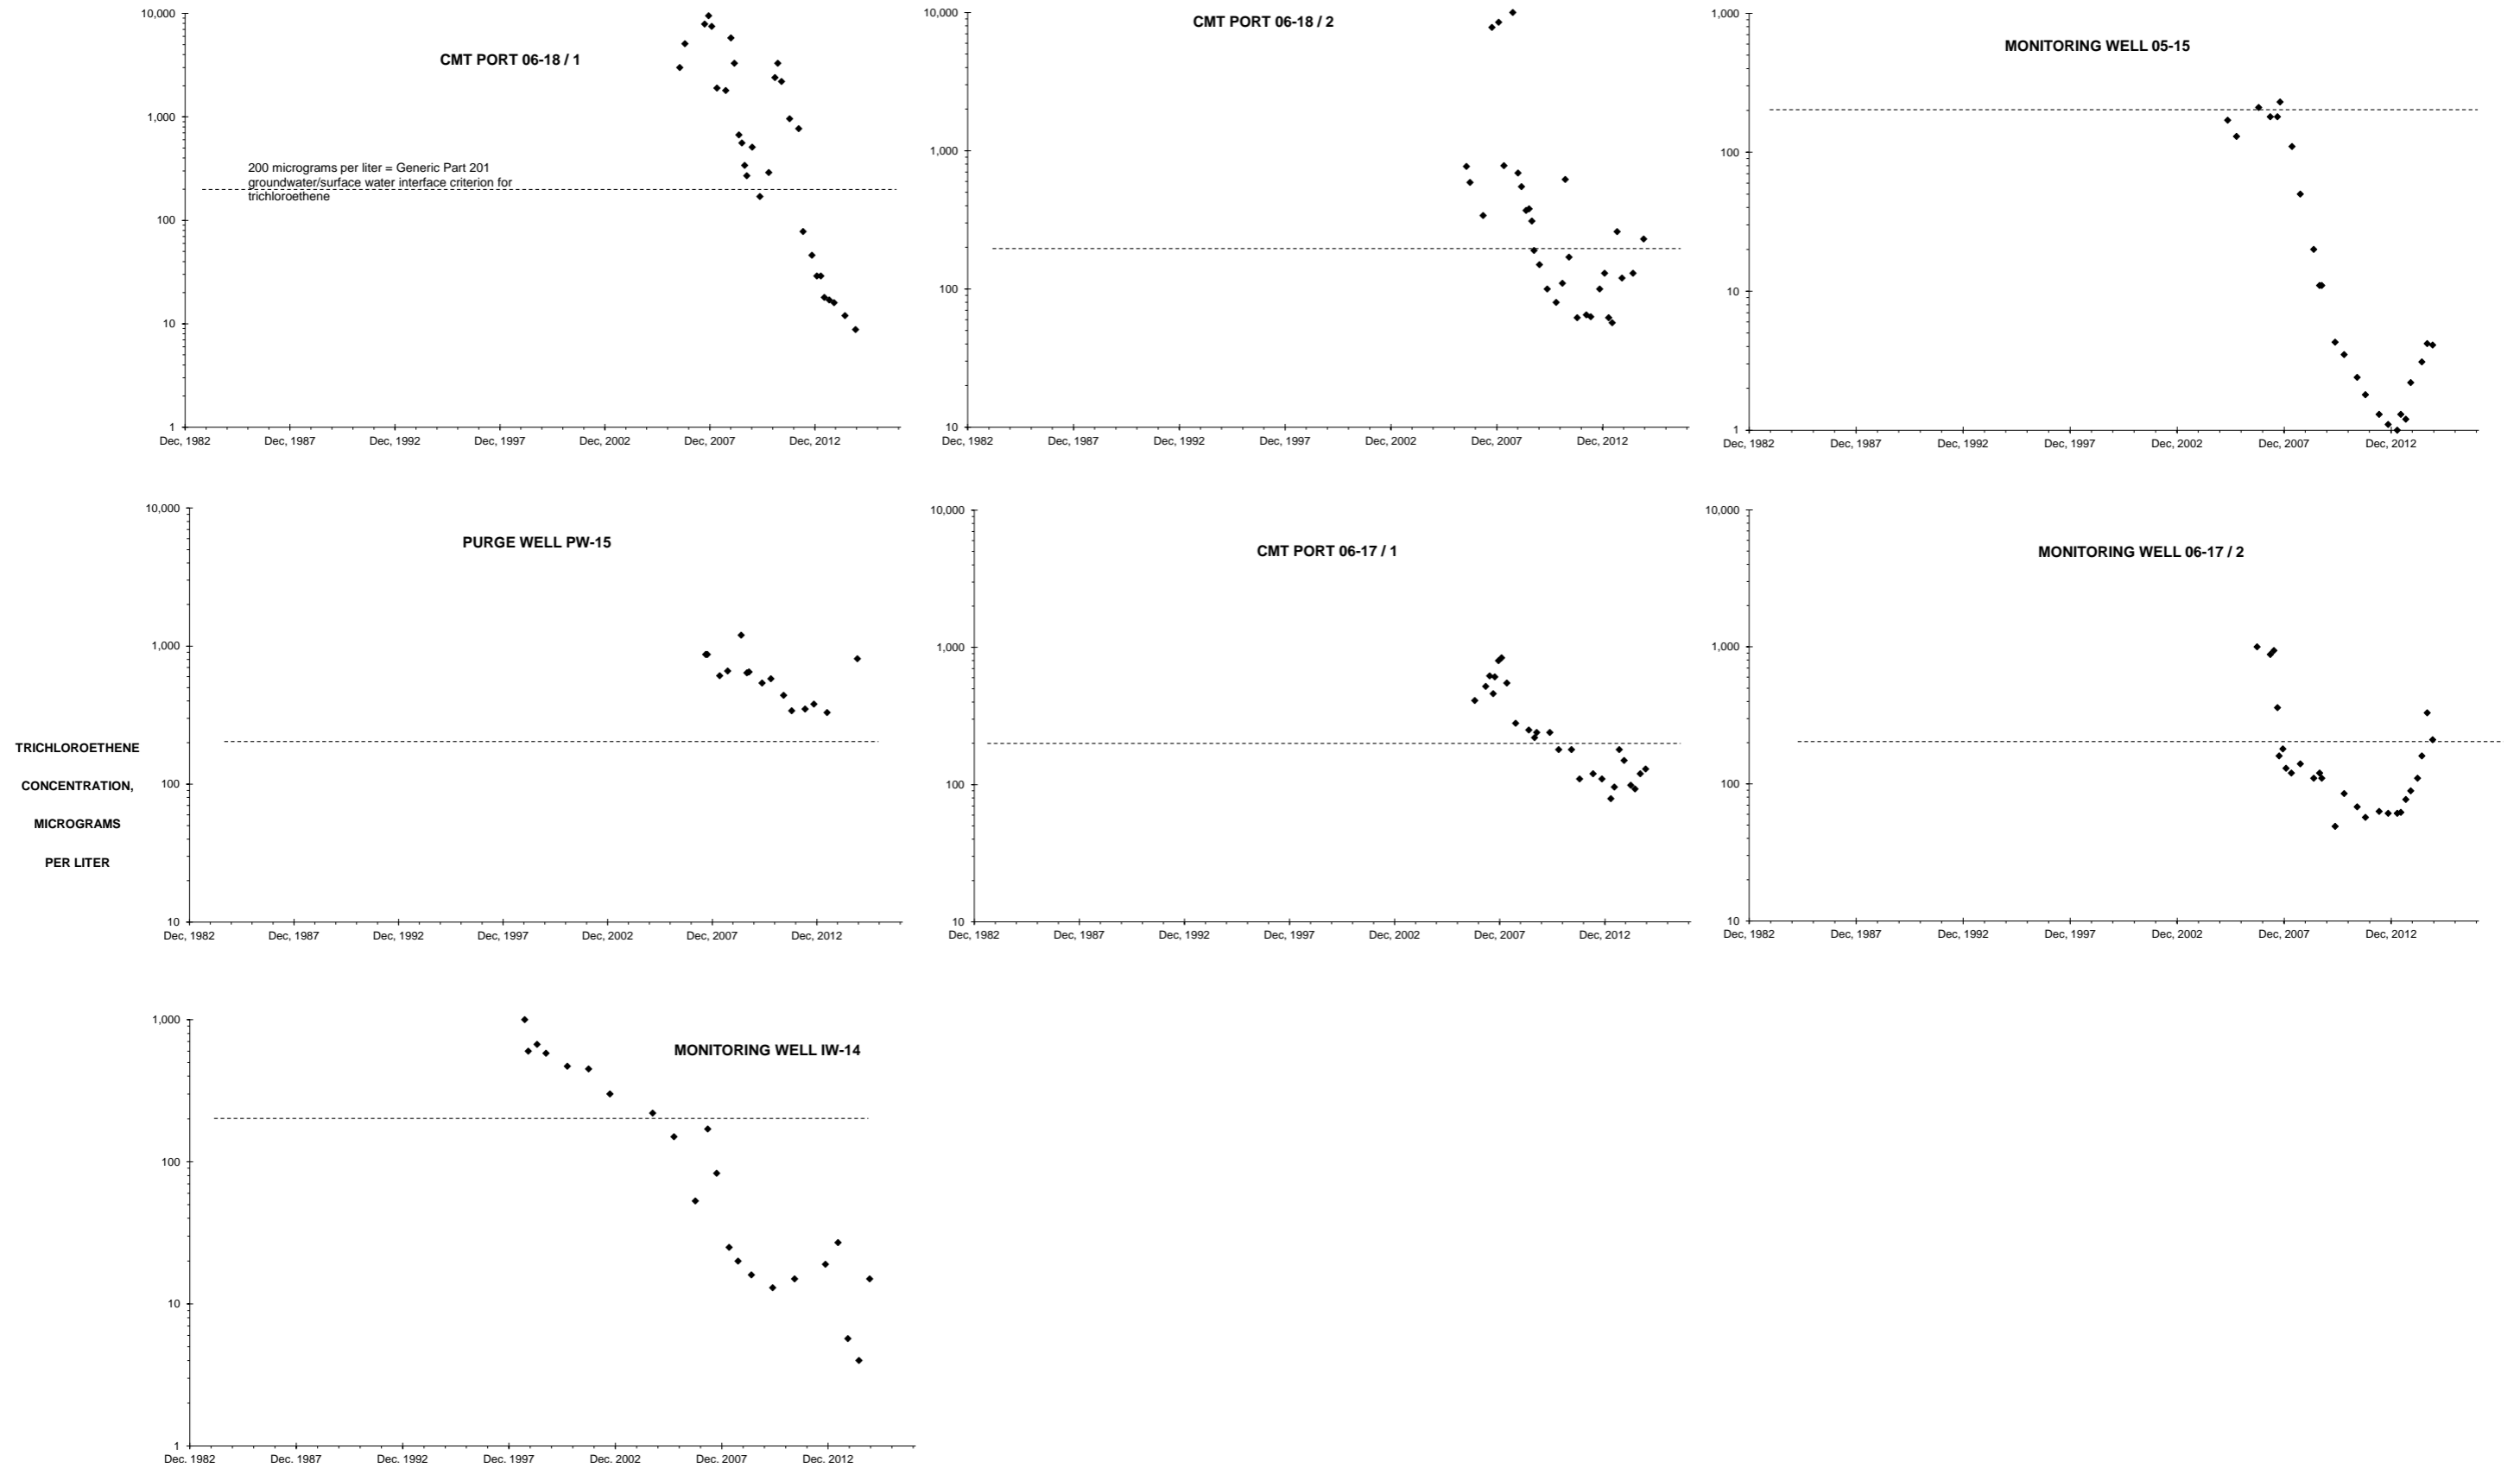 CMT PORT 06-18 / 1
10,000
1,000
100
10
1
200 micrograms per liter = Generic Part 201
groundwater/surface water interface criterion for
trichloroethene
Dec, 1982 Dec, 1987 Dec, 1992 Dec, 1997 Dec, 2002 Dec, 2007 Dec, 2012
CMT PORT 06-18 / 2
10,000
1,000
100
10
Dec, 1982 Dec, 1987 Dec, 1992 Dec, 1997 Dec, 2002 Dec, 2007 Dec, 2012
MONITORING WELL 05-15
1,000
100
10
1
Dec, 1982 Dec, 1987 Dec, 1992 Dec, 1997 Dec, 2002 Dec, 2007 Dec, 2012
TRICHLOROETHENE
CONCENTRATION,
MICROGRAMS
PER LITER
PURGE WELL PW-15
10,000
1,000
100
10
Dec, 1982 Dec, 1987 Dec, 1992 Dec, 1997 Dec, 2002 Dec, 2007 Dec, 2012
CMT PORT 06-17 / 1
10,000
1,000
100
10
Dec, 1982 Dec, 1987 Dec, 1992 Dec, 1997 Dec, 2002 Dec, 2007 Dec, 2012
MONITORING WELL 06-17 / 2
10,000
1,000
100
10
Dec, 1982 Dec, 1987 Dec, 1992 Dec, 1997 Dec, 2002 Dec, 2007 Dec, 2012
MONITORING WELL IW-14
1,000
100
10
1
Dec, 1982 Dec, 1987 Dec, 1992 Dec, 1997 Dec, 2002 Dec, 2007 Dec, 2012